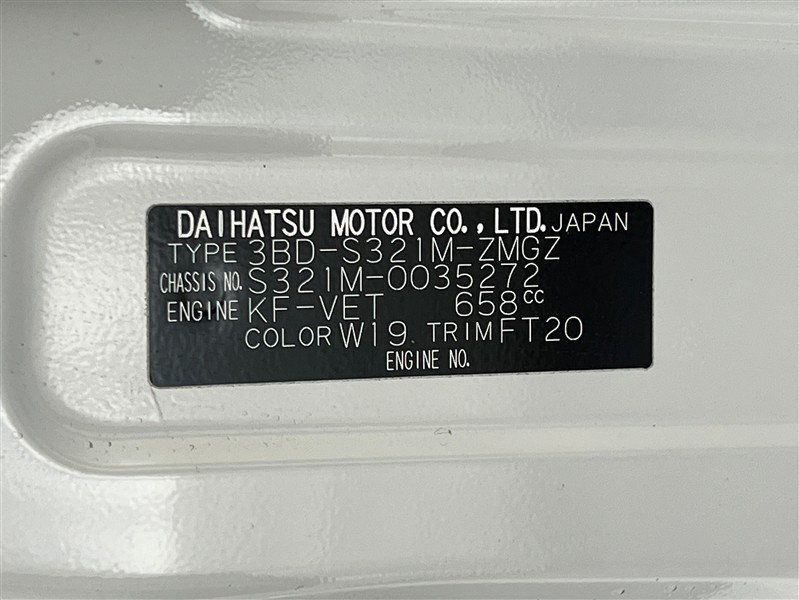 DAIHATSU MOTOR CO.,LTD. JAPAN
TYPE 3BD-S321M-ZMGZ
CHASSIS NO. S321M-0035272
ENGINE KF-VET 658CC
COLOR W19 TRIM FT20
ENGINE NO.